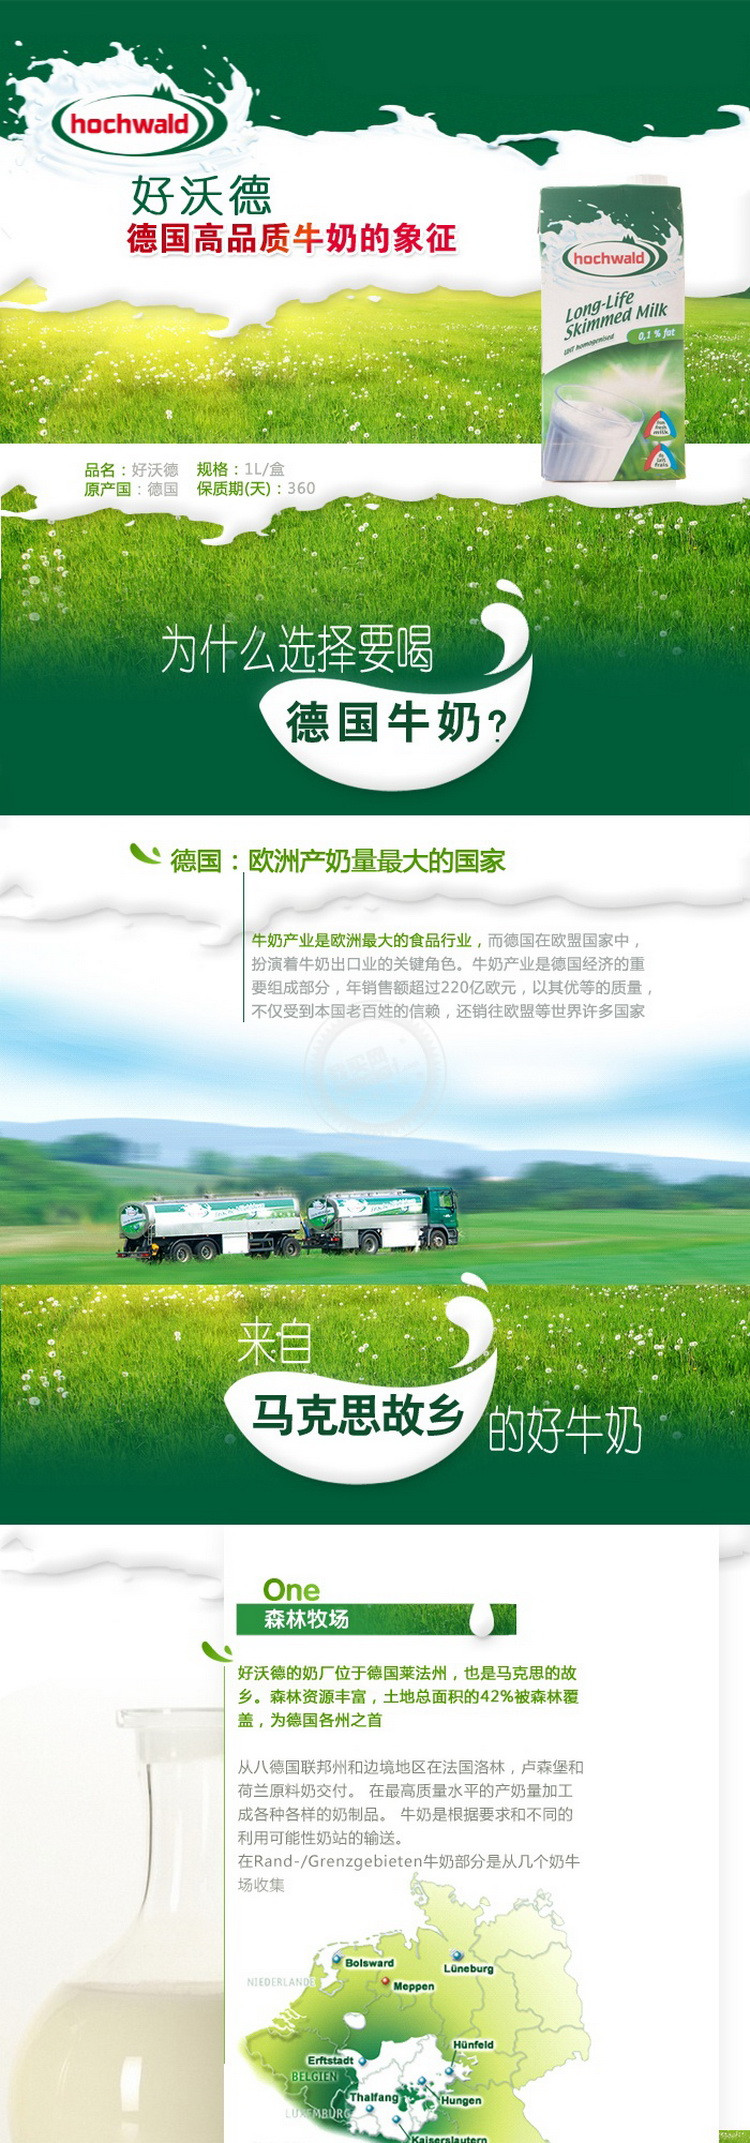 hochwald
好沃德
德国高品质牛奶的象征
hochwald
Long-Life
Skimmed Milk
UHT homogenised
0,1 % fat
品名：好沃德 规格：1L/盒
原产国：德国 保质期(天)：360
为什么选择要喝
德国牛奶?
德国：欧洲产奶量最大的国家
牛奶产业是欧洲最大的食品行业，而德国在欧盟国家中，
扮演着牛奶出口业的关键角色。牛奶产业是德国经济的重
要组成部分，年销售额超过220亿欧元，以其优等的质量，
不仅受到本国老百姓的信赖，还销往欧盟等世界许多国家
来自
马克思故乡
的好牛奶
One
森林牧场
好沃德的奶厂位于德国莱法州，也是马克思的故
乡。森林资源丰富，土地总面积的42%被森林覆
盖，为德国各州之首
从八德国联邦州和边境地区在法国洛林，卢森堡和
荷兰原料奶交付。 在最高质量水平的产奶量加工
成各种各样的奶制品。 牛奶是根据要求和不同的
利用可能性奶站的输送。
在Rand-/Grenzgebieten牛奶部分是从几个奶牛
场收集
Bolsward
Lüneburg
NIEDERLANDE
Meppen
Hünfeld
Erftstadt
BELGIEN
Thalfang
Hungen
LUXEMBURG
Kaiserslautern